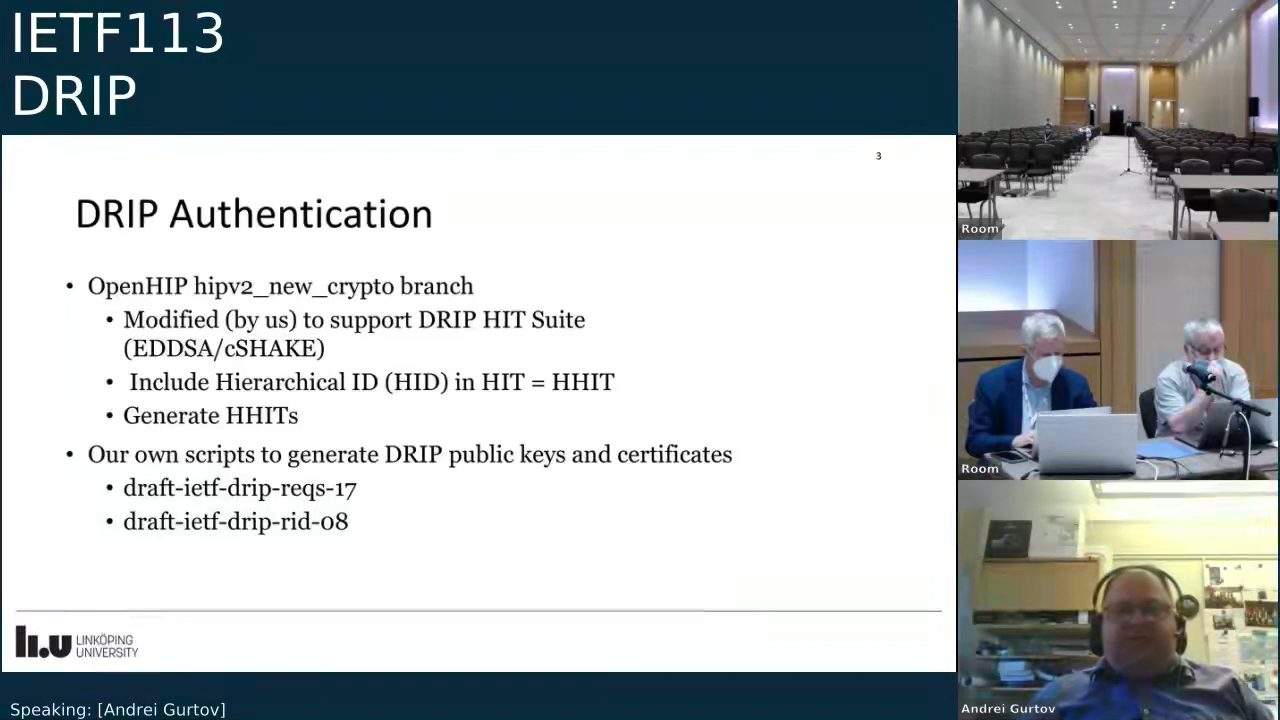 IETF113
DRIP
3
DRIP Authentication
• OpenHIP hipv2_new_crypto branch
• Modified (by us) to support DRIP HIT Suite
(EDDSA/cSHAKE)
• Include Hierarchical ID (HID) in HIT = HHIT
• Generate HHITs
• Our own scripts to generate DRIP public keys and certificates
• draft-ietf-drip-reqs-17
• draft-ietf-drip-rid-08
li.u LINKÖPING
UNIVERSITY
Speaking: [Andrei Gurtov]
Room
Room
Andrei Gurtov